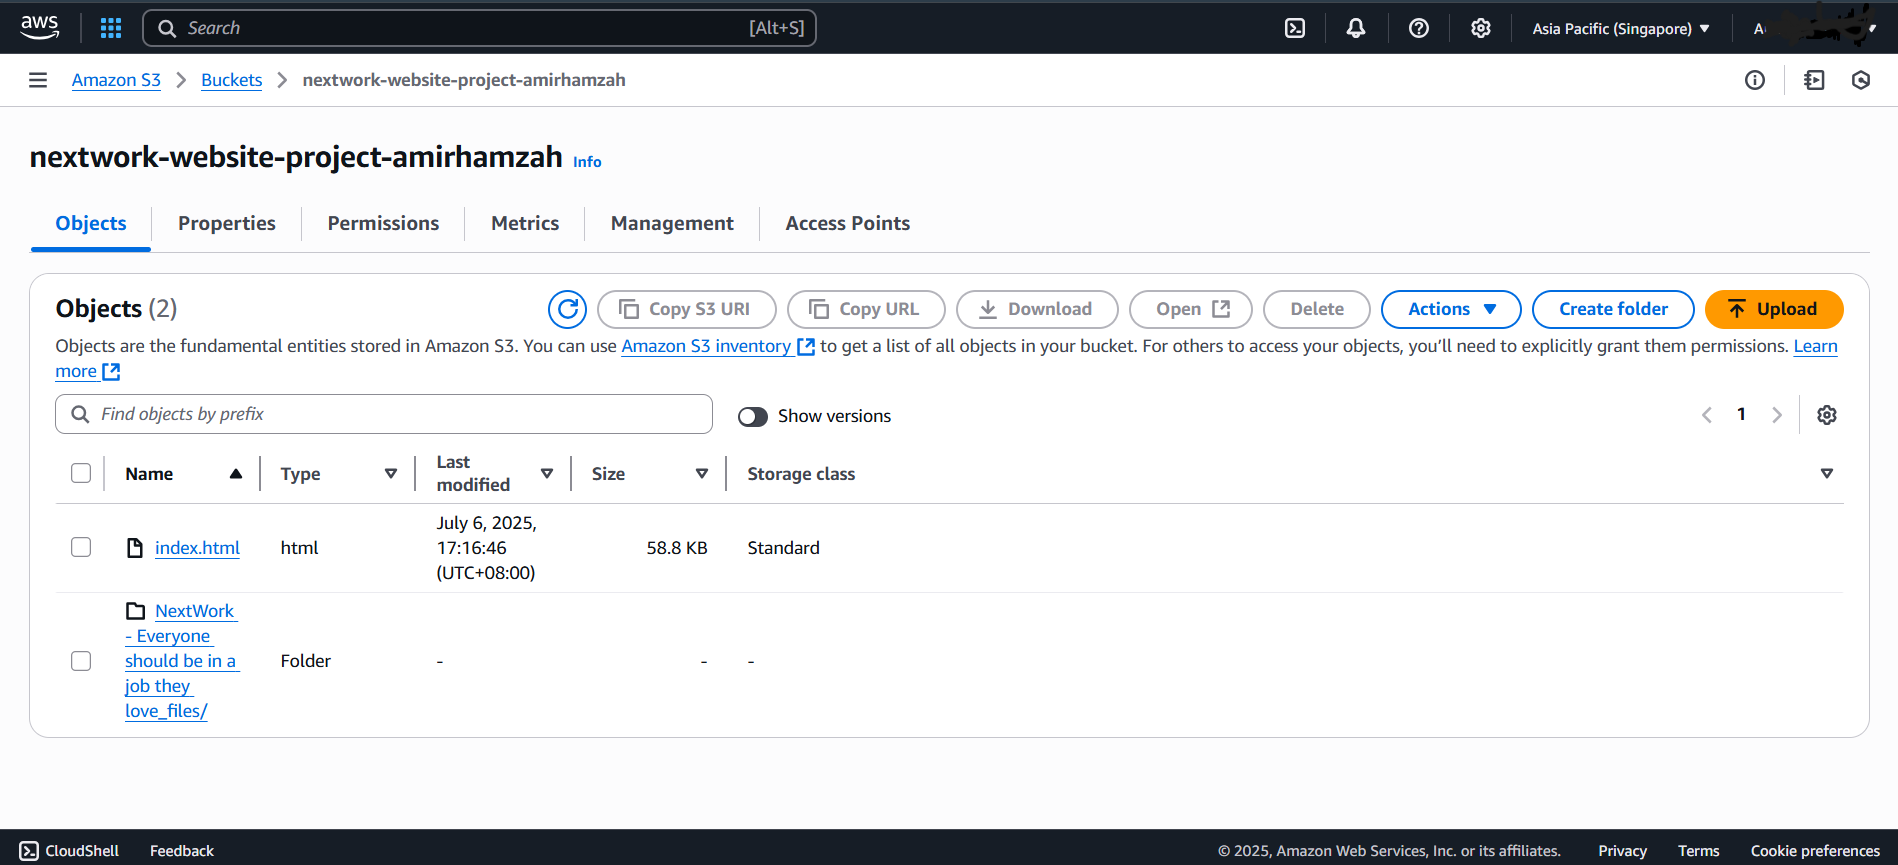 aws
Search [Alt+S] Asia Pacific (Singapore)
Amazon S3 Buckets nextwork-website-project-amirhamzah
nextwork-website-project-amirhamzah Info
Objects Properties Permissions Metrics Management Access Points
Objects (2) Copy S3 URI Copy URL Download Open Delete Actions Create folder Upload
Objects are the fundamental entities stored in Amazon S3. You can use Amazon S3 inventory to get a list of all objects in your bucket. For others to access your objects, you’ll need to explicitly grant them permissions. Learn
more
Find objects by prefix Show versions 1
Name Type Last modified Size Storage class
index.html html July 6, 2025, 17:16:46 (UTC+08:00) 58.8 KB Standard
NextWork
- Everyone
should be in a Folder - - -
job they
love_files/
CloudShell Feedback © 2025, Amazon Web Services, Inc. or its affiliates. Privacy Terms Cookie preferences